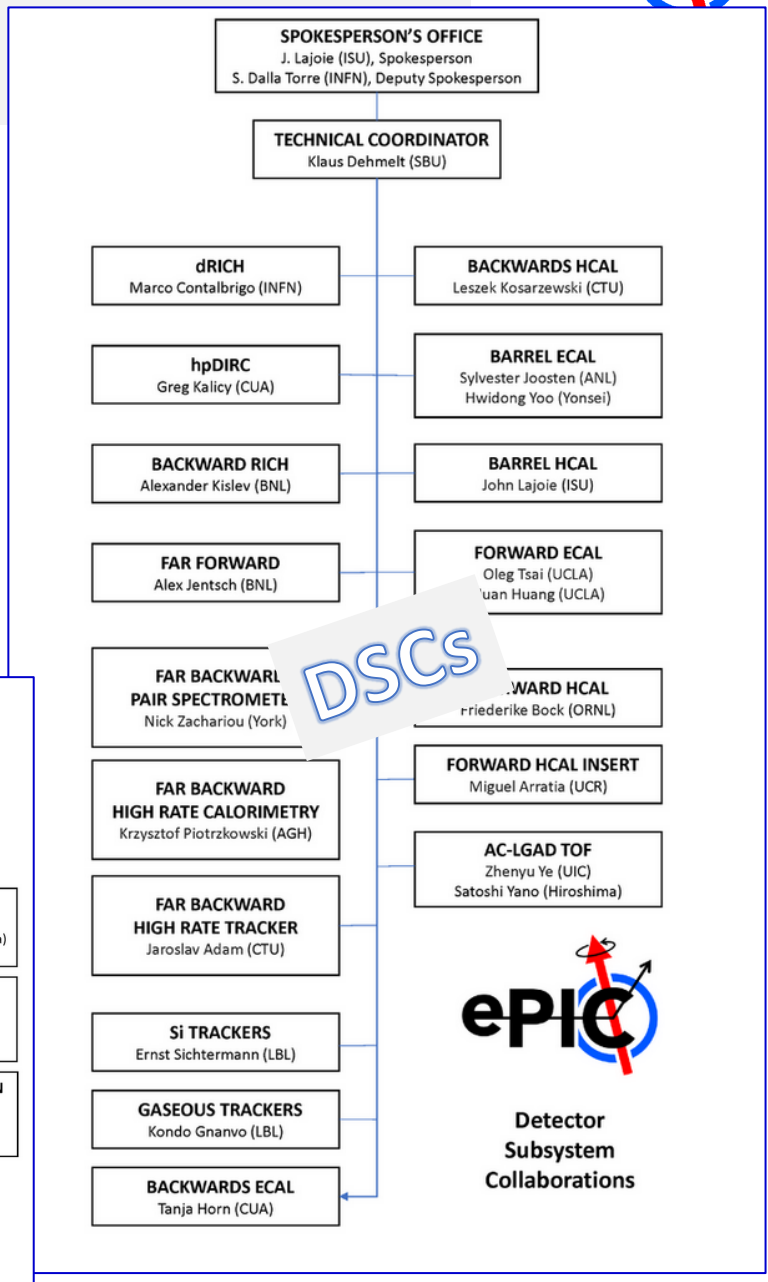 SPOKESPERSON'S OFFICE
J. Lajoie (ISU), Spokesperson
S. Dalla Torre (INFN), Deputy Spokesperson
TECHNICAL COORDINATOR
Klaus Dehmelt (SBU)
dRICH
Marco Contalbrigo (INFN)
BACKWARDS HCAL
Leszek Kosarzewski (CTU)
hpDIRC
Greg Kalicy (CUA)
BARREL ECAL
Sylvester Joosten (ANL)
Hwidong Yoo (Yonsei)
BACKWARD RICH
Alexander Kislev (BNL)
BARREL HCAL
John Lajoie (ISU)
FAR FORWARD
Alex Jentsch (BNL)
FORWARD ECAL
Oleg Tsai (UCLA)
Huang (UCLA)
DSCs
FAR
PAIR
Nick Zachariou (York)
HCAL
Friederike Bock (ORNL)
FAR BACKWARD
HIGH RATE CALORIMETRY
Krzysztof Piotrzkowski (AGH)
FORWARD HCAL INSERT
Miguel Arratia (UCR)
FAR BACKWARD
HIGH RATE TRACKER
Jaroslav Adam (CTU)
AC-LGAD TOF
Zhenyu Ye (UIC)
Satoshi Yano (Hiroshima)
Si TRACKERS
Ernst Sichtermann (LBL)
GASEOUS TRACKERS
Kondo Gnanvo (LBL)
BACKWARDS ECAL
Tanja Horn (CUA)
ePIC
Detector
Subsystem
Collaborations